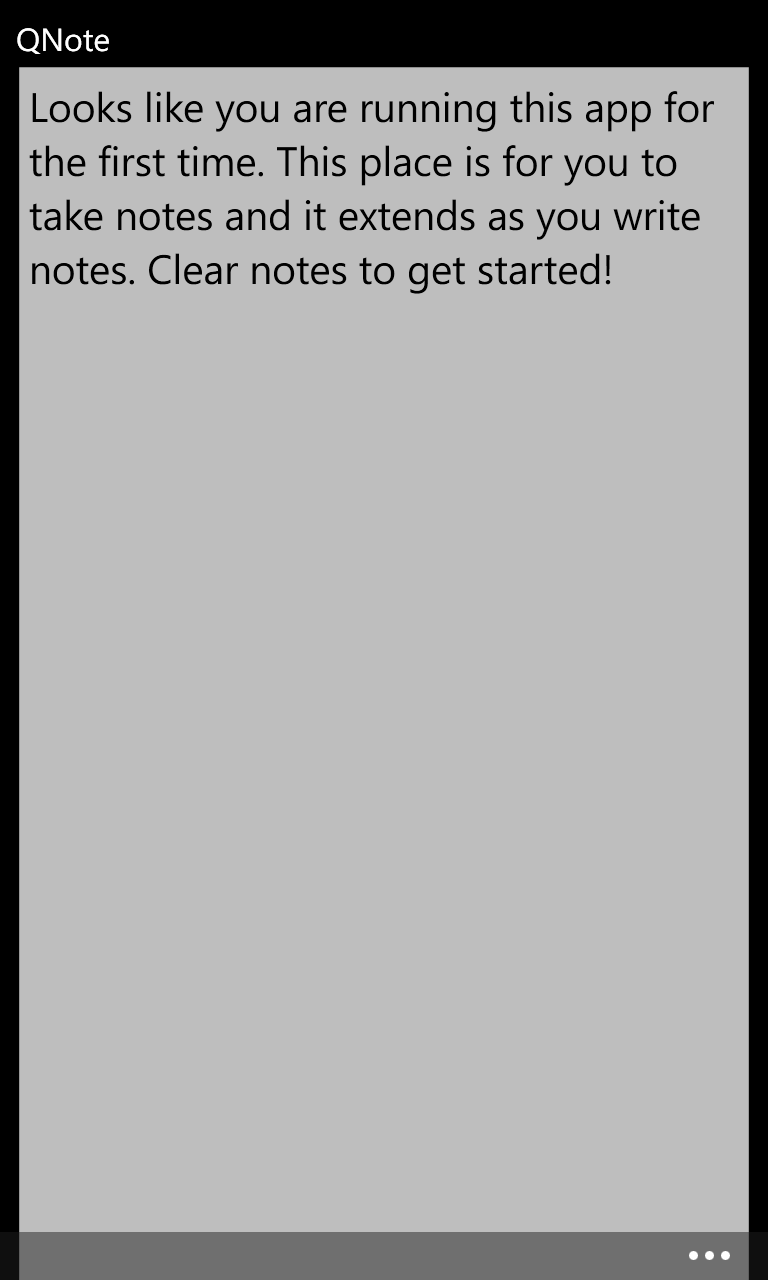 QNote
Looks like you are running this app for
the first time. This place is for you to
take notes and it extends as you write
notes. Clear notes to get started!